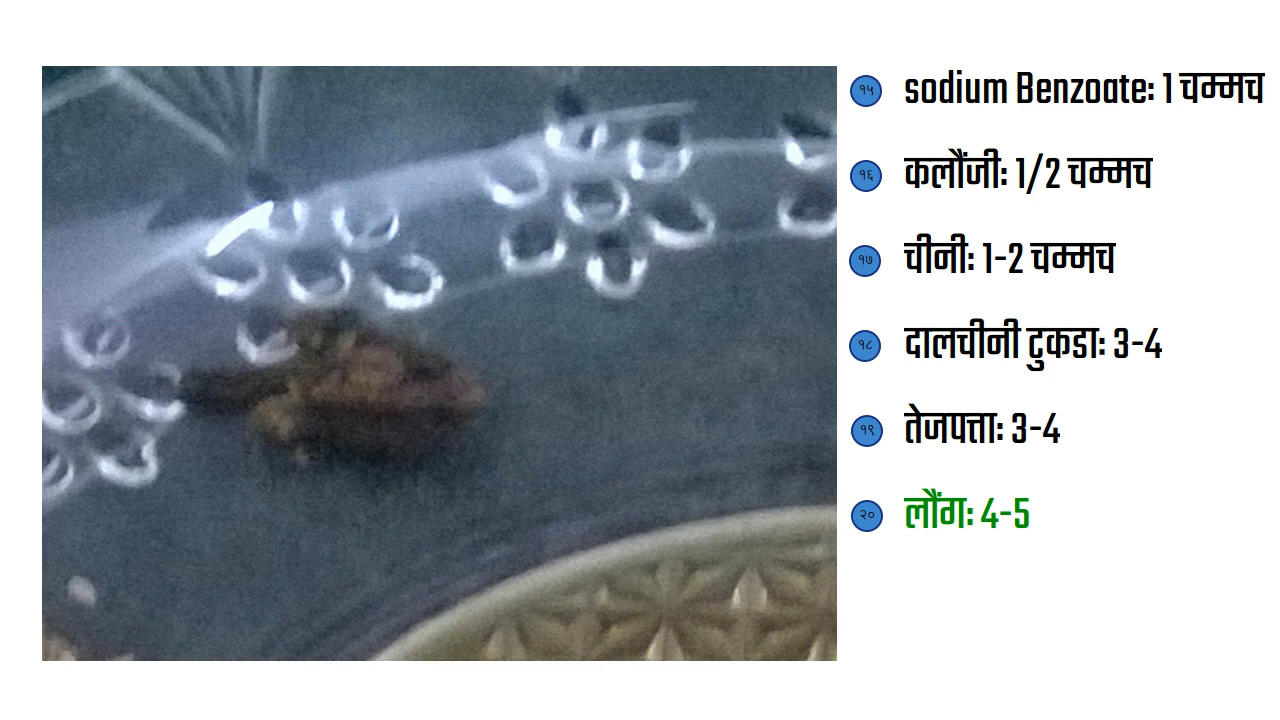 १५ sodium Benzoate: 1 चम्मच
१६ कलौंजी: 1/2 चम्मच
१७ चीनी: 1-2 चम्मच
१८ दालचीनी टुकडा: 3-4
१९ तेजपत्ता: 3-4
२० लौंग: 4-5